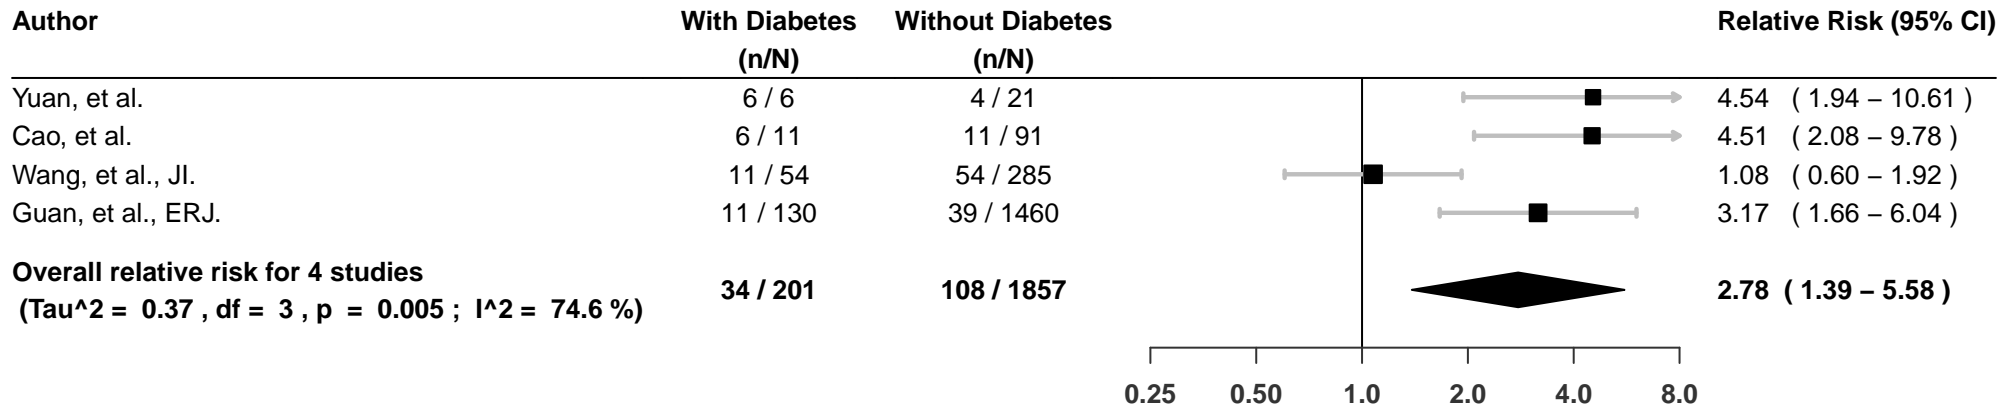 Author With Diabetes Without Diabetes Relative Risk (95% CI)
(n/N) (n/N)
Yuan, et al. 6 / 6 4 / 21 4.54 ( 1.94 – 10.61 )
Cao, et al. 6 / 11 11 / 91 4.51 ( 2.08 – 9.78 )
Wang, et al., JI. 11 / 54 54 / 285 1.08 ( 0.60 – 1.92 )
Guan, et al., ERJ. 11 / 130 39 / 1460 3.17 ( 1.66 – 6.04 )
Overall relative risk for 4 studies
34 / 201 108 / 1857 2.78 ( 1.39 – 5.58 )
(Tau^2 = 0.37 , df = 3 , p = 0.005 ; I^2 = 74.6 %)
0.25 0.50 1.0 2.0 4.0 8.0